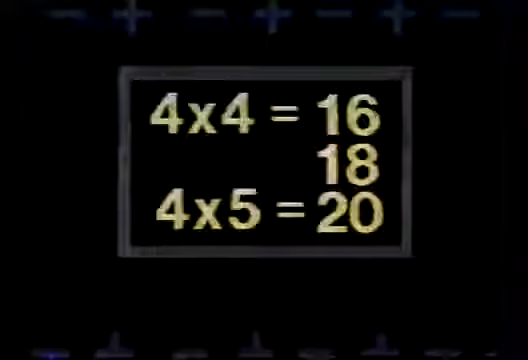 4x4 = 16
18
4x5 = 20